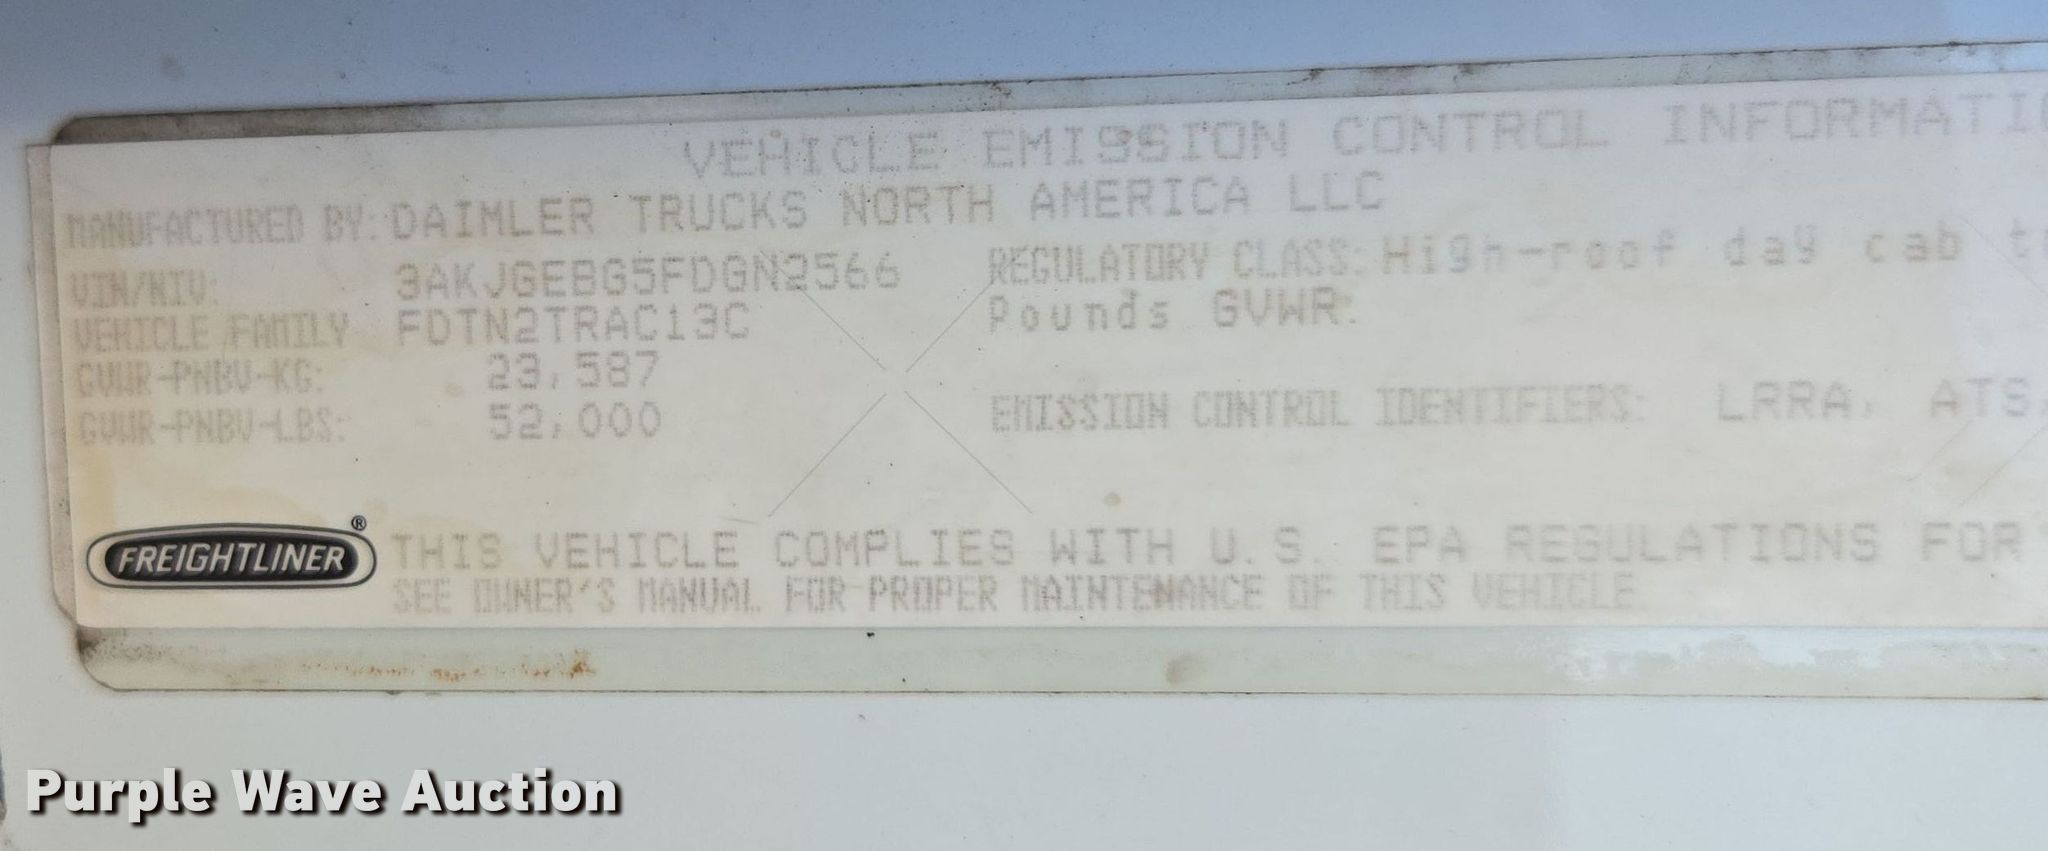 VEHICLE EMISSION CONTROL INFORMATIO
MANUFACTURED BY: DAIMLER TRUCKS NORTH AMERICA LLC
VIN/NIV: 3AKJGEBG5FDGN2566 REGULATORY CLASS: High-roof day cab
VEHICLE FAMILY FDTN2TRAC13C Pounds GVWR.
GVWR-PNBV-KG: 23,587
GVWR-PNBV-LBS: 52,000 EMISSION CONTROL IDENTIFIERS: LRRA, ATS,
FREIGHTLINER®
THIS VEHICLE COMPLIES WITH U.S. EPA REGULATIONS FOR
SEE OWNER'S MANUAL FOR PROPER MAINTENANCE OF THIS VEHICLE
Purple Wave Auction